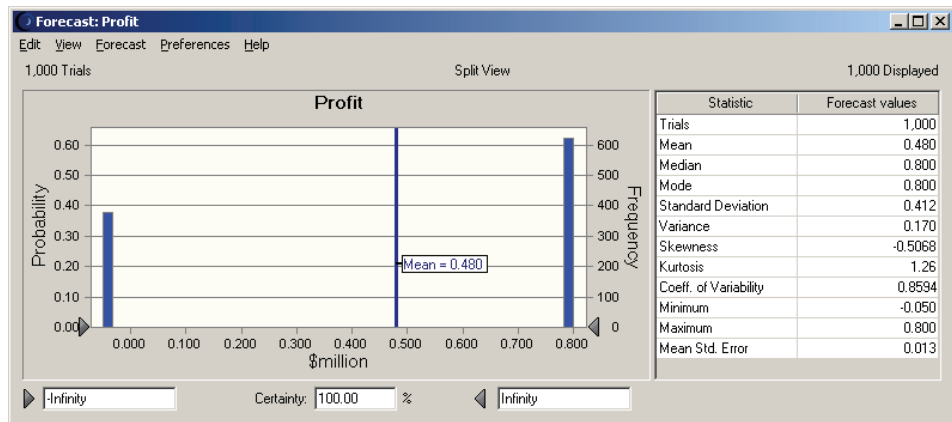 Forecast: Profit
Edit View Forecast Preferences Help
1,000 Trials
Split View
1,000 Displayed
Profit
Probability
0.60
0.50
0.40
0.30
0.20
0.10
0.00
Mean = 0.480
600
500
400
300
200
100
0
Frequency
0.000 0.100 0.200 0.300 0.400 0.500 0.600 0.700 0.800
$million
Statistic Forecast values
Trials 1,000
Mean 0.480
Median 0.800
Mode 0.800
Standard Deviation 0.412
Variance 0.170
Skewness -0.5068
Kurtosis 1.26
Coeff. of Variability 0.8594
Minimum -0.050
Maximum 0.800
Mean Std. Error 0.013
-Infinity
Certainty: 100.00 %
Infinity